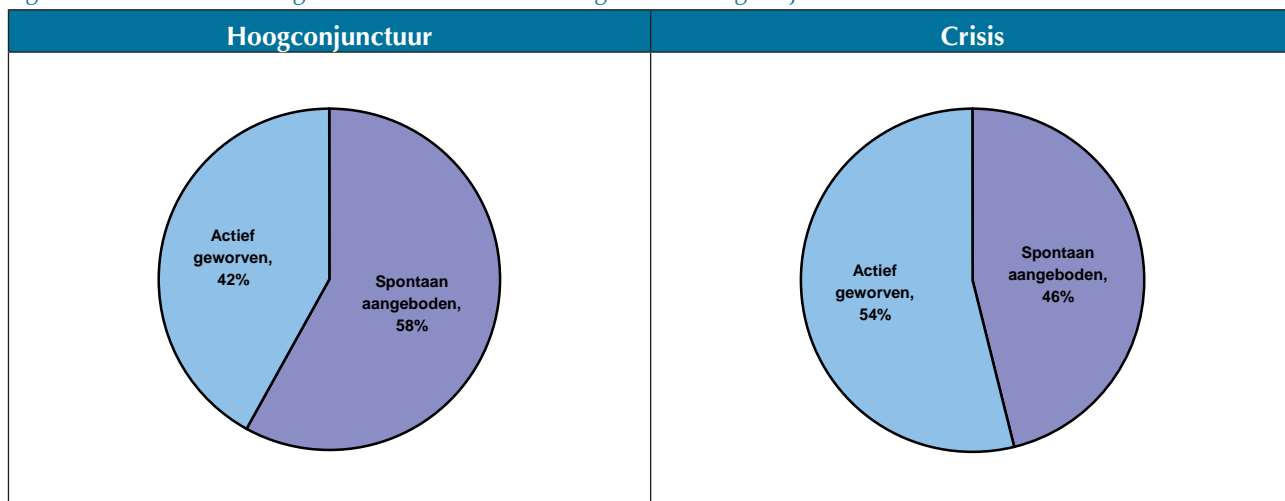 Hoogconjunctuur
Crisis
Actief
geworven,
42%
Spontaan
aangeboden,
58%
Actief
geworven,
54%
Spontaan
aangeboden,
46%